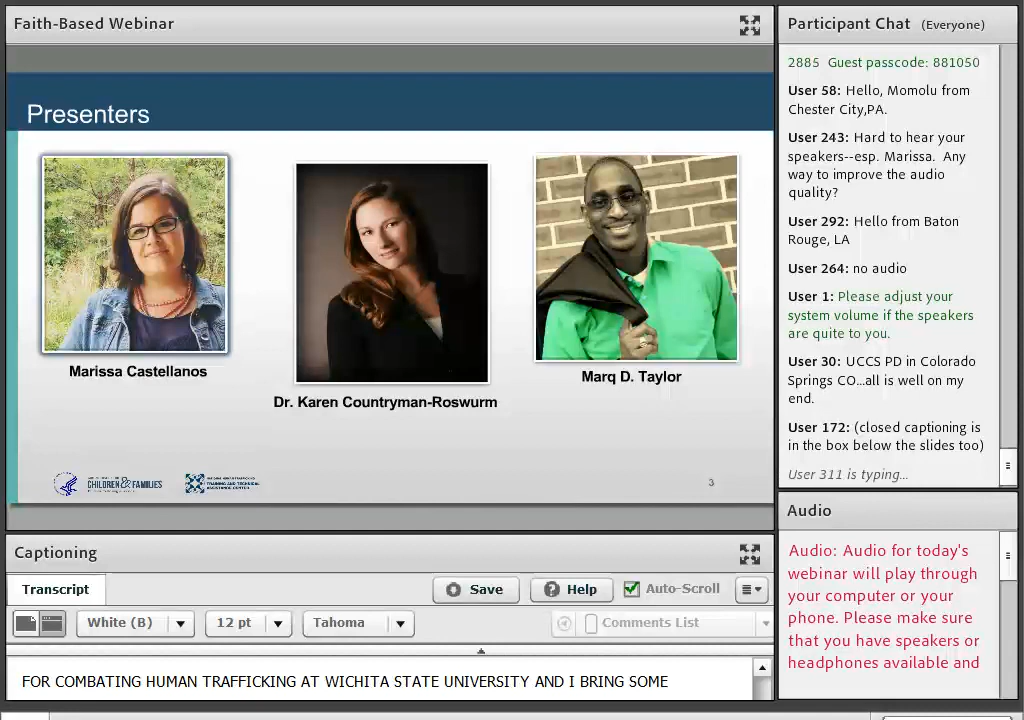 Faith-Based Webinar
Presenters
Marissa Castellanos
Dr. Karen Countryman-Roswurm
Marq D. Taylor
CHILDREN & FAMILIES
TRAINING AND TECHNICAL
ASSISTANCE CENTER
3
Captioning
Transcript
Save
Help
Auto-Scroll
White (B)
12 pt
Tahoma
Comments List
FOR COMBATING HUMAN TRAFFICKING AT WICHITA STATE UNIVERSITY AND I BRING SOME
Participant Chat (Everyone)
2885 Guest passcode: 881050
User 58: Hello, Momolu from
Chester City,PA.
User 243: Hard to hear your
speakers--esp. Marissa. Any
way to improve the audio
quality?
User 292: Hello from Baton
Rouge, LA
User 264: no audio
User 1: Please adjust your
system volume if the speakers
are quite to you.
User 30: UCCS PD in Colorado
Springs CO...all is well on my
end.
User 172: (closed captioning is
in the box below the slides too)
User 311 is typing...
Audio
Audio: Audio for today's
webinar will play through
your computer or your
phone. Please make sure
that you have speakers or
headphones available and